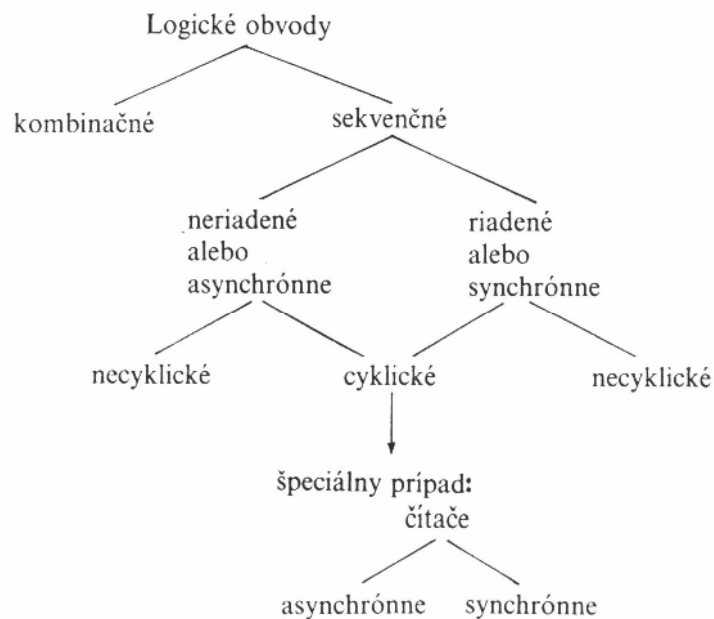 Logické obvody
kombinačné
sekvenčné
neriadené
alebo
asynchrónne
riadené
alebo
synchrónne
necyklické
cyklické
necyklické
špeciálny prípad:
čítače
asynchrónne
synchrónne